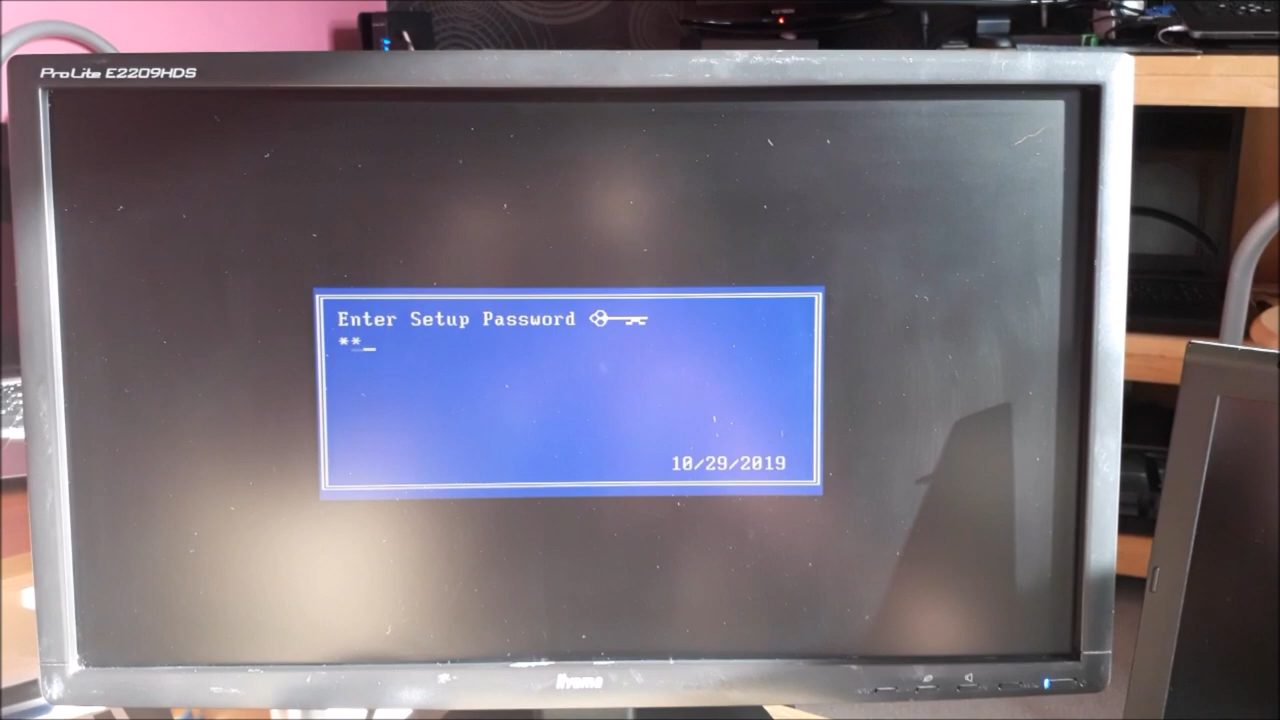 ProLite E2209HDS
Enter Setup Password
**_
10/29/2019
iiyama